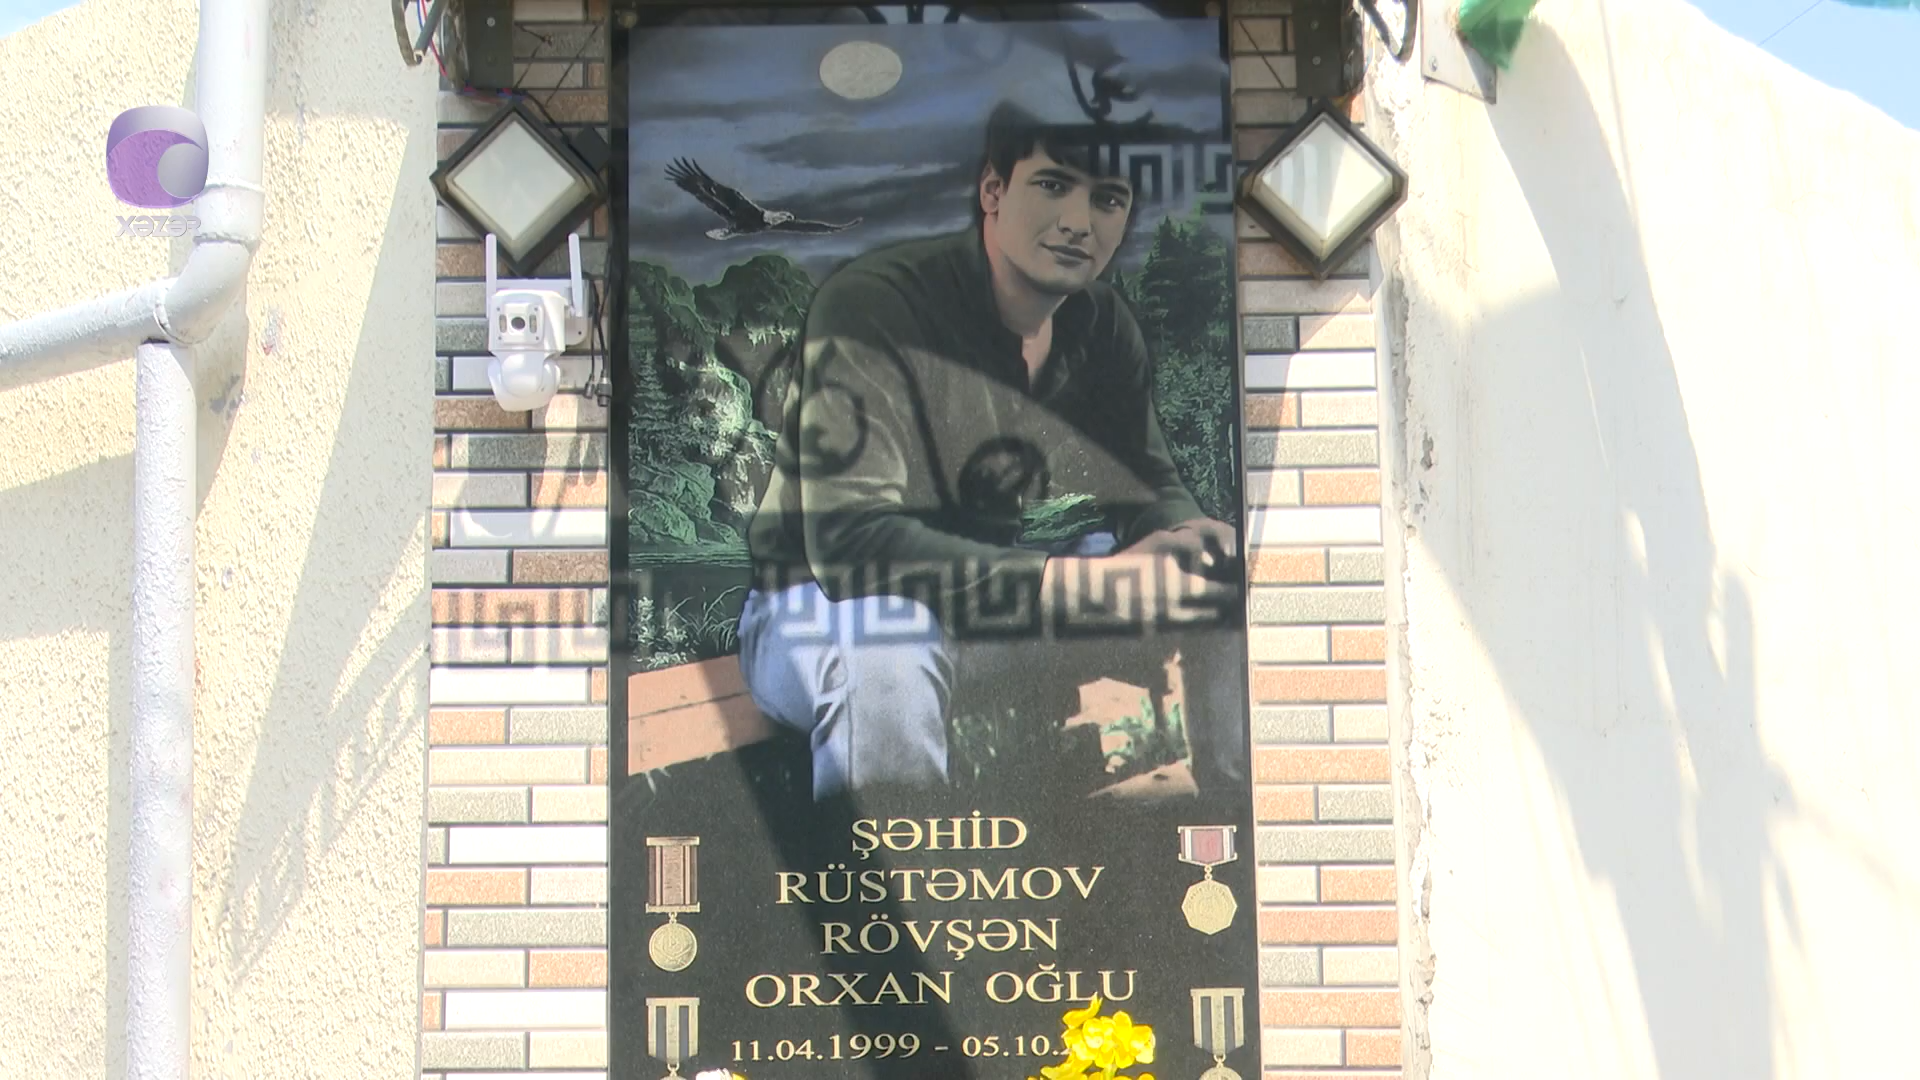 XəZəR
ŞƏHİD
RÜSTƏMOV
RÖVŞƏN
ORXAN OĞLU
11.04.1999 - 05.10.